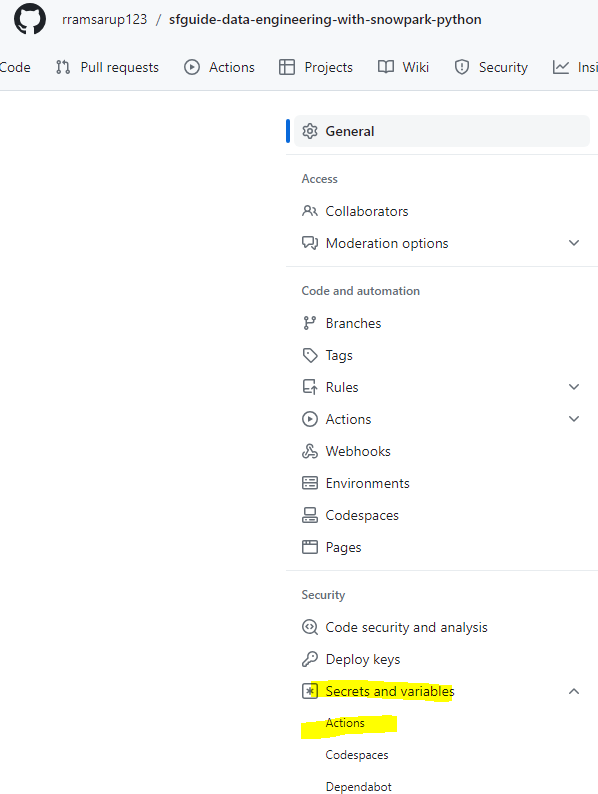 rramsarup123 / sfguide-data-engineering-with-snowpark-python
Code Pull requests Actions Projects Wiki Security Insi
General
Access
Collaborators
Moderation options
Code and automation
Branches
Tags
Rules
Actions
Webhooks
Environments
Codespaces
Pages
Security
Code security and analysis
Deploy keys
Secrets and variables
Actions
Codespaces
Dependabot